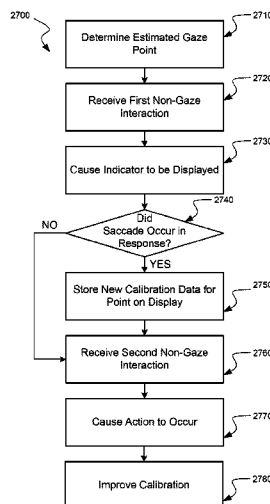 2700
2710
Determine Estimated Gaze
Point
2720
Receive First Non-Gaze
Interaction
2730
Cause Indicator to be Displayed
2740
Did
Saccade Occur in
Response?
NO
YES
2750
Store New Calibration Data for
Point on Display
2760
Receive Second Non-Gaze
Interaction
2770
Cause Action to Occur
2780
Improve Calibration